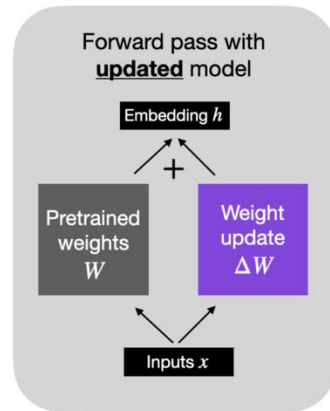 Forward pass with
updated model
Embedding h
+
Pretrained
weights
W
Weight
update
ΔW
Inputs x